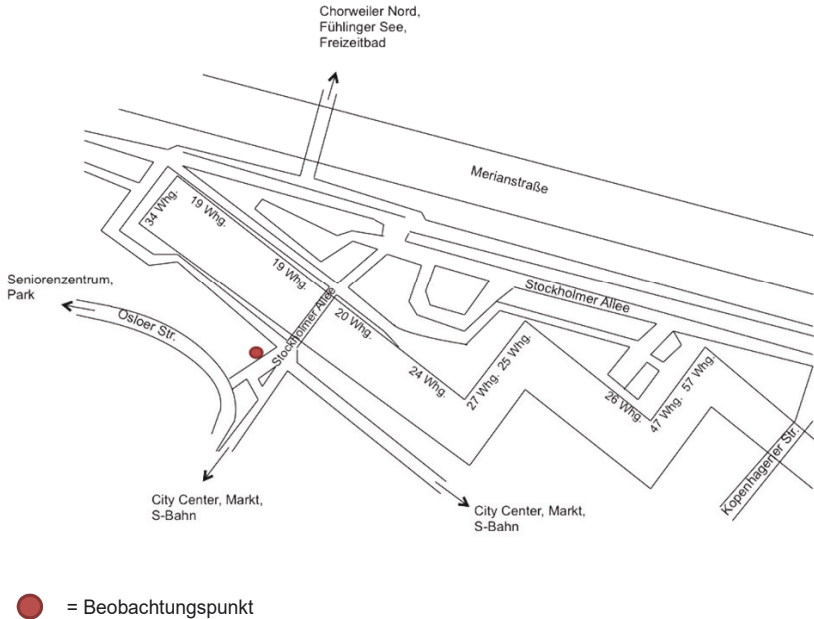 Chorweiler Nord,
Fühlinger See,
Freizeitbad
Merianstraße
34 Whg.
19 Whg.
19 Whg.
Seniorenzentrum,
Park
Osloer Str.
Stockholmer Allee
20 Whg.
Stockholmer Allee
24 Whg.
27 Whg.
25 Whg.
26 Whg.
47 Whg.
57 Whg.
Kopenhagener Str.
City Center, Markt,
S-Bahn
City Center, Markt,
S-Bahn
= Beobachtungspunkt